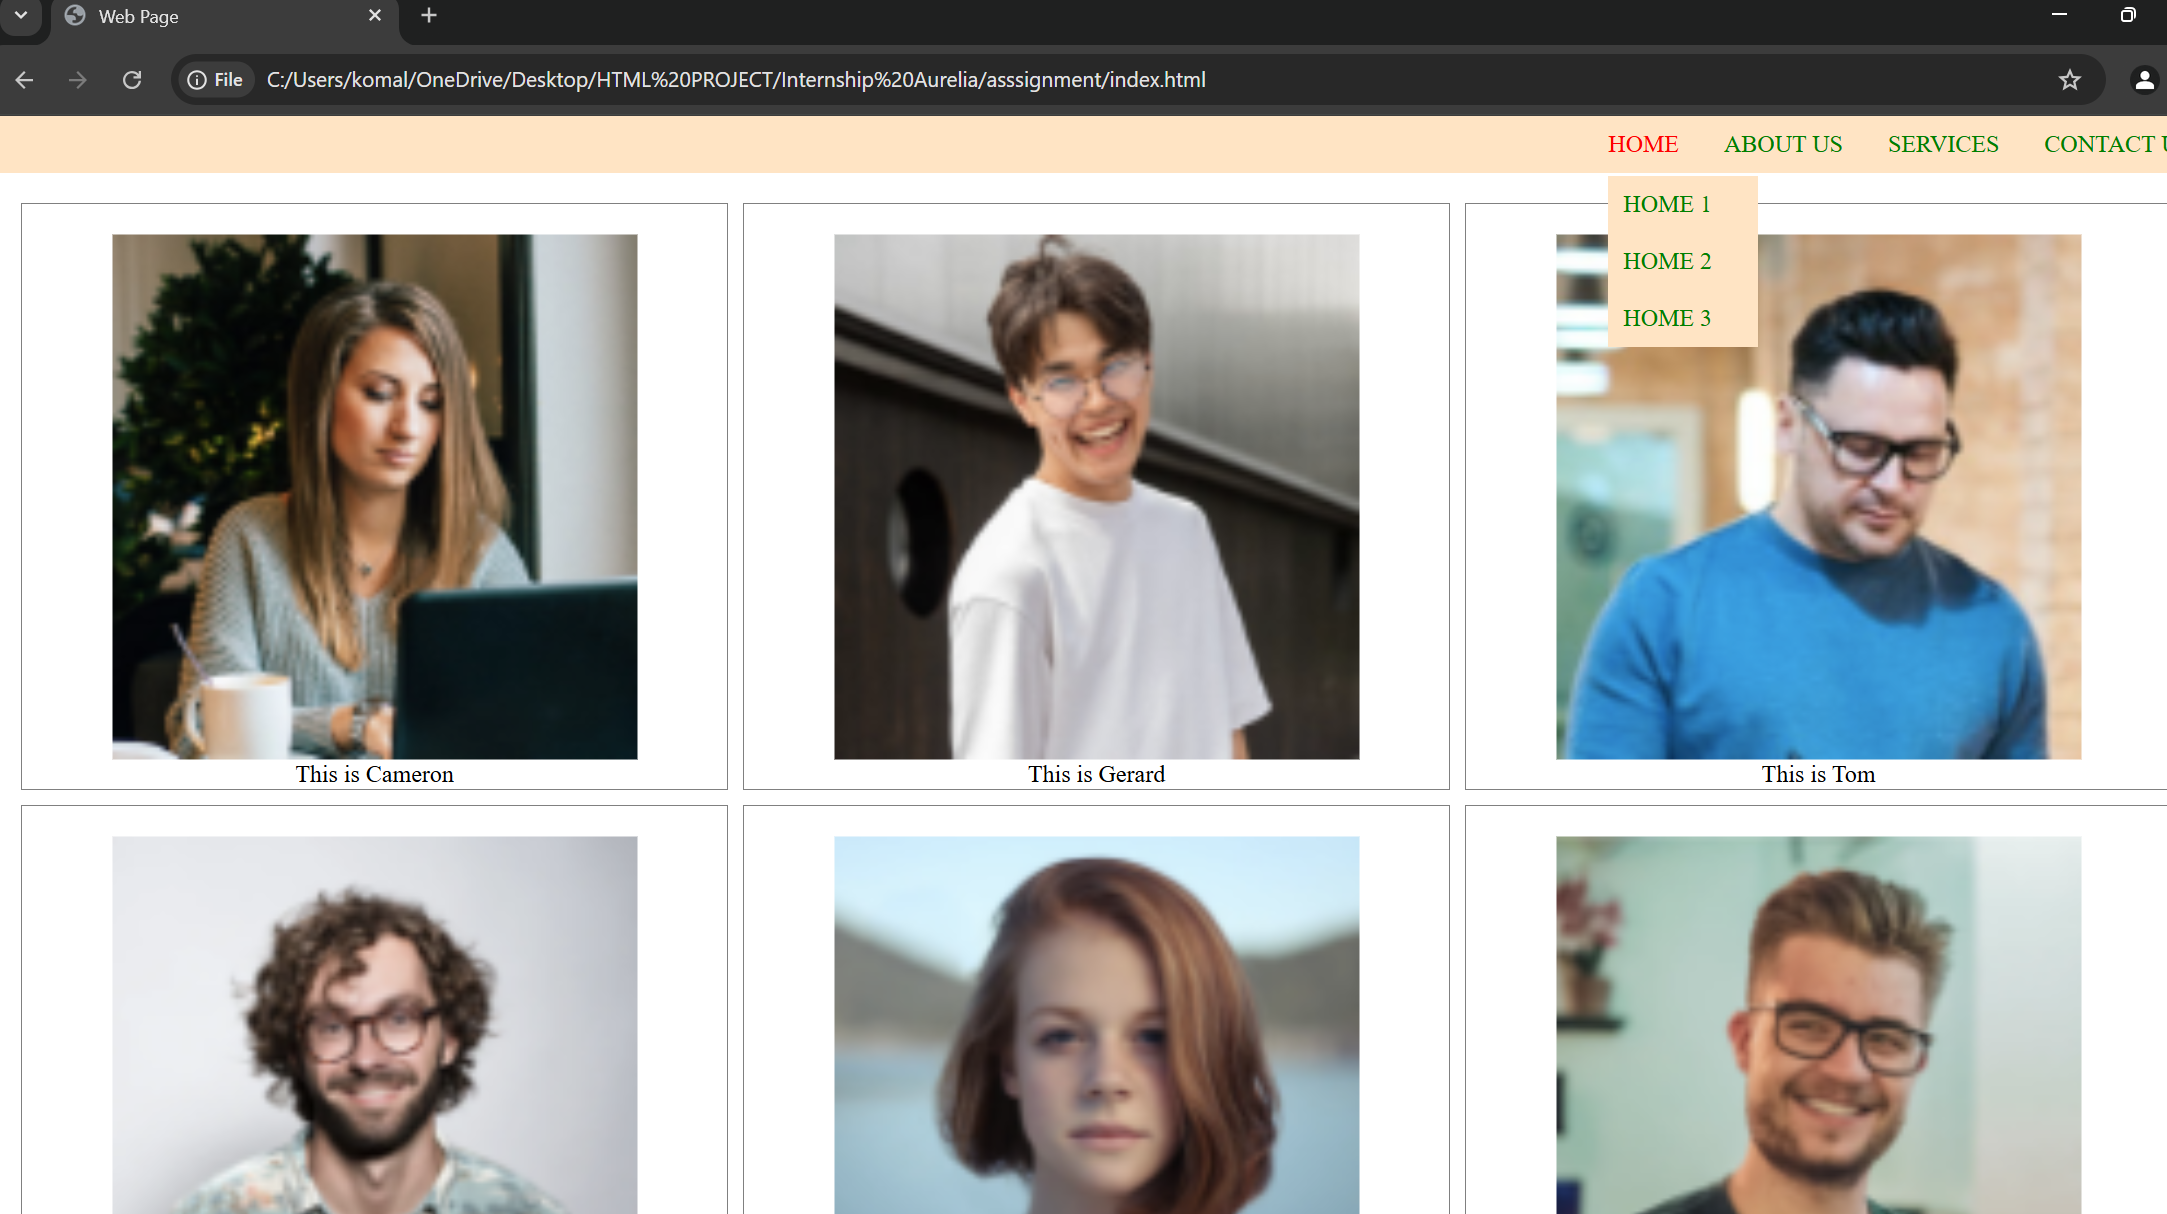 Web Page
File C:/Users/komal/OneDrive/Desktop/HTML%20PROJECT/Internship%20Aurelia/asssignment/index.html
HOME ABOUT US SERVICES CONTACT
HOME 1
HOME 2
HOME 3
This is Cameron
This is Gerard
This is Tom